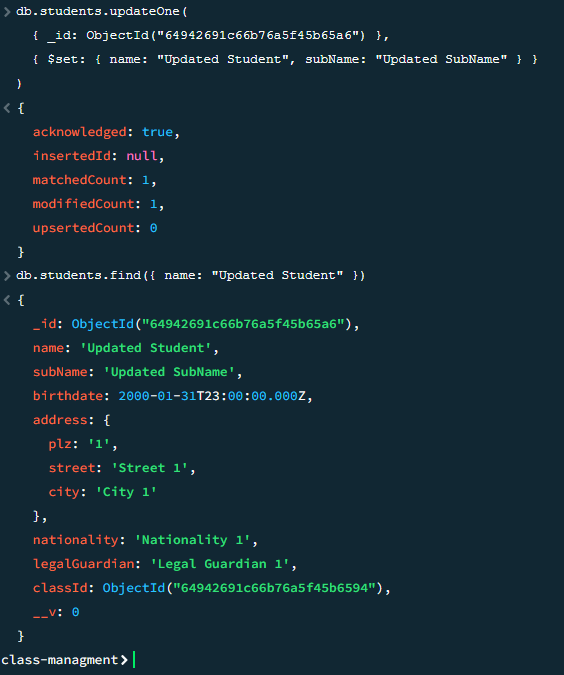 > db.students.updateOne(
{ _id: ObjectId("64942691c66b76a5f45b65a6") },
{ $set: { name: "Updated Student", subName: "Updated SubName" } }
)
< {
acknowledged: true,
insertedId: null,
matchedCount: 1,
modifiedCount: 1,
upsertedCount: 0
}
> db.students.find({ name: "Updated Student" })
< {
_id: ObjectId("64942691c66b76a5f45b65a6"),
name: 'Updated Student',
subName: 'Updated SubName',
birthdate: 2000-01-31T23:00:00.000Z,
address: {
plz: '1',
street: 'Street 1',
city: 'City 1'
},
nationality: 'Nationality 1',
legalGuardian: 'Legal Guardian 1',
classId: ObjectId("64942691c66b76a5f45b6594"),
__v: 0
}
class-managment>